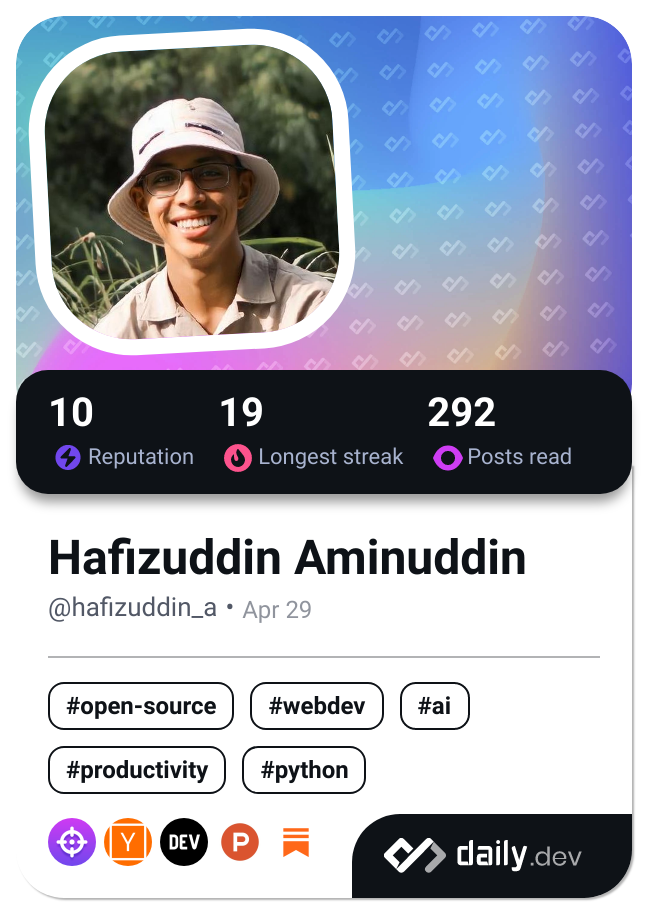 10 19 292
Reputation Longest streak Posts read
Hafizuddin Aminuddin
@hafizuddin_a • Apr 29
#open-source #webdev #ai
#productivity #python
Y DEV P
daily.dev